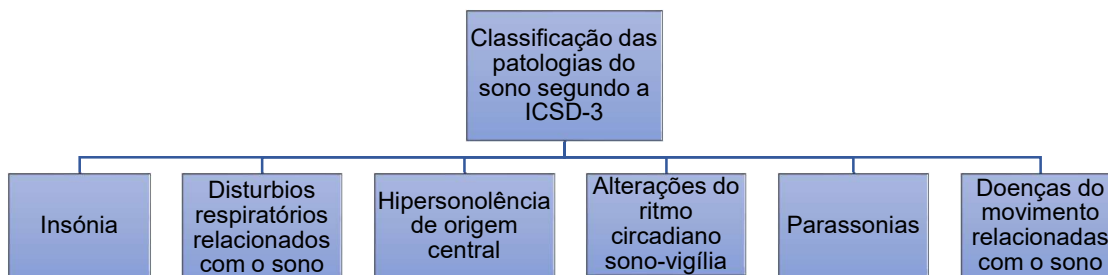 Classificação das
patologias do
sono segundo a
ICSD-3
Insónia
Disturbios
respiratórios
relacionados
com o sono
Hipersonolência
de origem
central
Alterações do
ritmo
circadiano
sono-vigília
Parassonias
Doenças do
movimento
relacionadas
com o sono